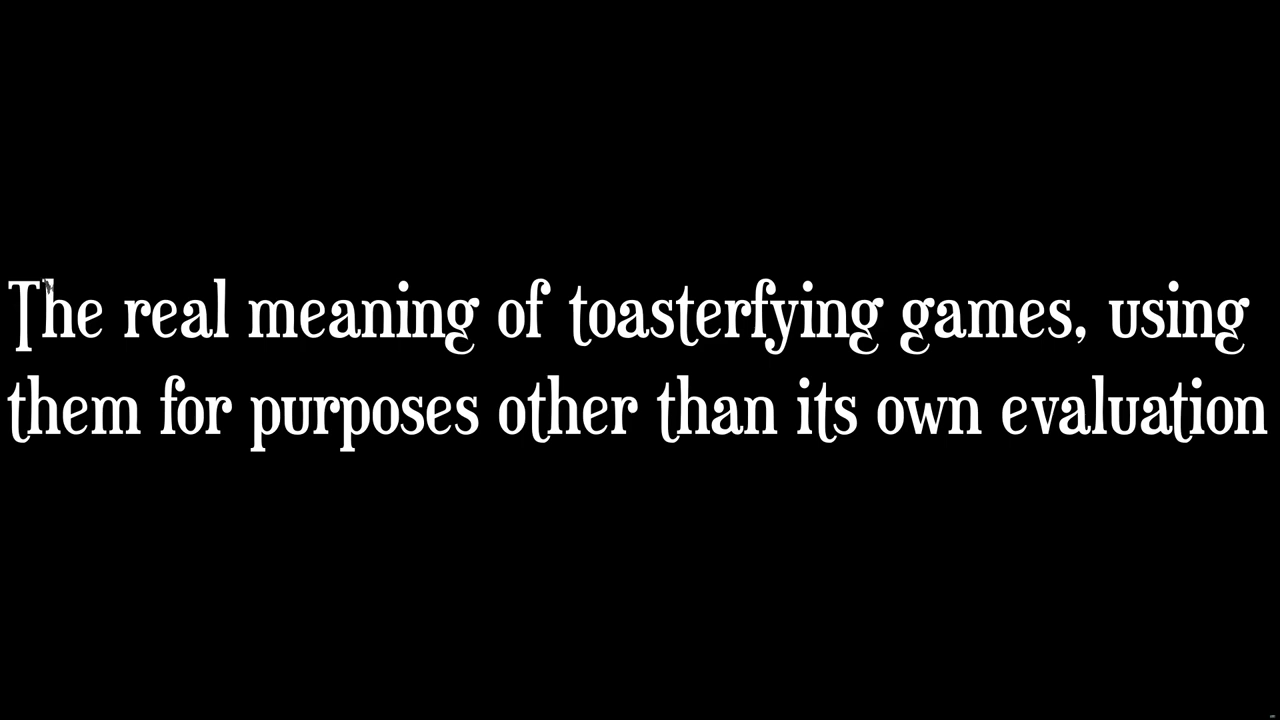 The real meaning of toasterfying games, using
them for purposes other than its own evaluation